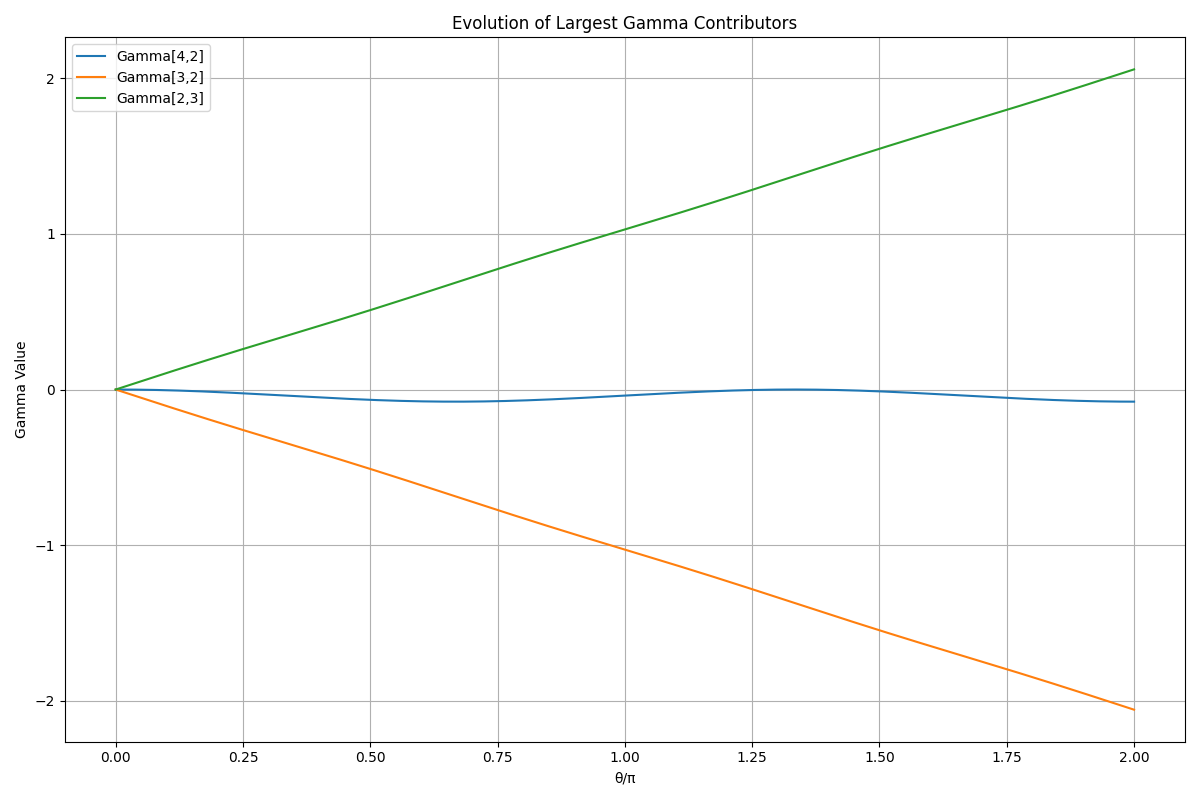 Evolution of Largest Gamma Contributors
Gamma[4,2]
Gamma[3,2]
Gamma[2,3]
Gamma Value
2
1
0
−1
−2
0.00 0.25 0.50 0.75 1.00 1.25 1.50 1.75 2.00
θ/π